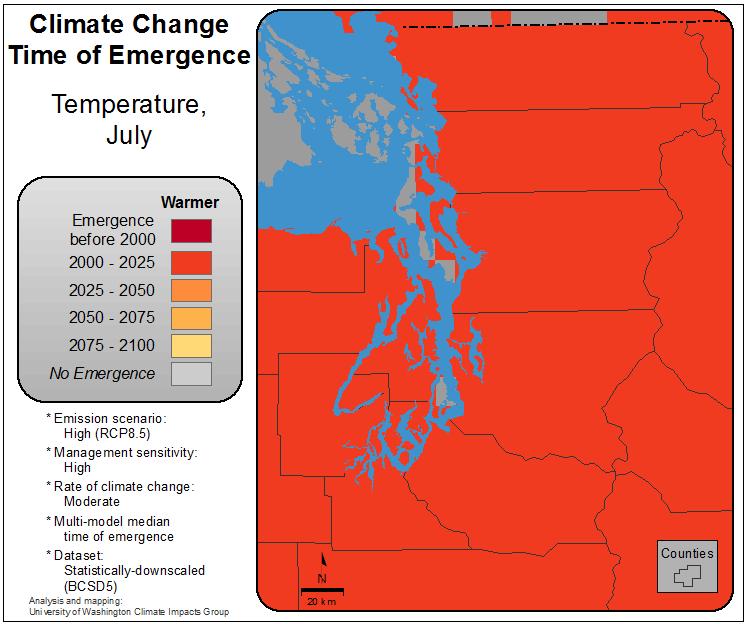 Climate Change
Time of Emergence
Temperature,
July
Warmer
Emergence
before 2000
2000 - 2025
2025 - 2050
2050 - 2075
2075 - 2100
No Emergence
* Emission scenario:
High (RCP8.5)
* Management sensitivity:
High
* Rate of climate change:
Moderate
* Multi-model median
time of emergence
* Dataset:
Statistically-downscaled
(BCSD5)
Analysis and mapping:
University of Washington Climate Impacts Group
N
20 km
Counties